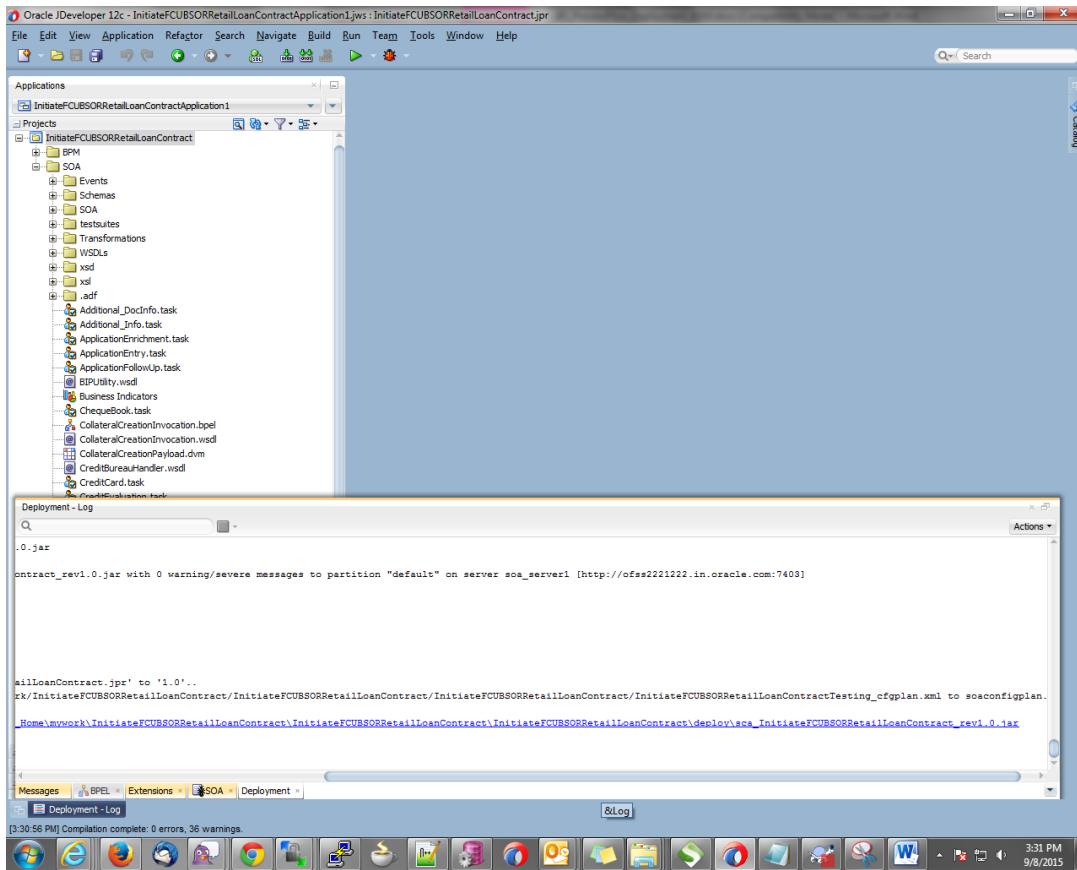 Oracle JDeveloper 12c - InitiateFCUBSORRetailLoanContractApplication1.jws : InitiateFCUBSORRetailLoanContract.jpr
File Edit View Application Refactor Search Navigate Build Run Team Tools Window Help
Search
Applications
InitiateFCUBSORRetailLoanContractApplication1
Projects
InitiateFCUBSORRetailLoanContract
BPM
SOA
Events
Schemas
SOA
testsuites
Transformations
WSDLs
xsd
xsl
.adf
Additional_DocInfo.task
Additional_Info.task
ApplicationEnrichment.task
ApplicationEntry.task
ApplicationFollowUp.task
BIPUtility.wsdl
Business Indicators
ChequeBook.task
CollateralCreationInvocation.bpel
CollateralCreationInvocation.wsdl
CollateralCreationPayload.dvm
CreditBureauHandler.wsdl
CreditCard.task
CreditEvaluation.task
Catalog
Deployment - Log
Actions
.0.jar
ontract_rev1.0.jar with 0 warning/severe messages to partition "default" on server soa_server1 [http://ofss2221222.in.oracle.com:7403]
ailLoanContract.jpr' to '1.0'..
rk/InitiateFCUBSORRetailLoanContract/InitiateFCUBSORRetailLoanContract/InitiateFCUBSORRetailLoanContract/InitiateFCUBSORRetailLoanContractTesting_cfgplan.xml to soaconfigplan.
_Home\mywork\InitiateFCUBSORRetailLoanContract\InitiateFCUBSORRetailLoanContract\InitiateFCUBSORRetailLoanContract\deploy\sca_InitiateFCUBSORRetailLoanContract_rev1.0.jar
Messages BPEL Extensions SOA Deployment
Deployment - Log
&Log
[3:30:56 PM] Compilation complete: 0 errors, 36 warnings.
3:31 PM
9/8/2015